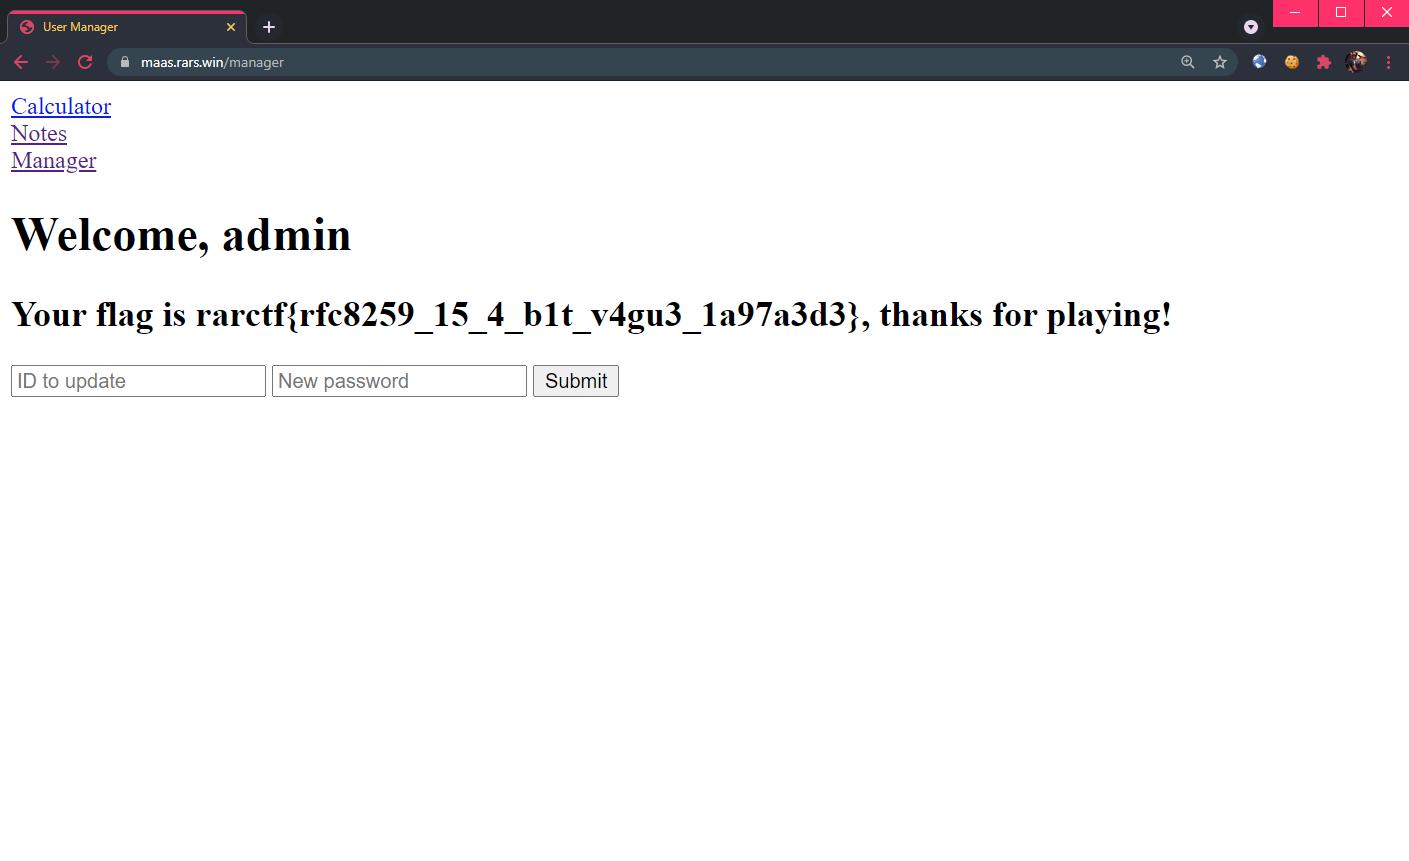 User Manager
maas.rars.win/manager
Calculator
Notes
Manager
Welcome, admin
Your flag is rarctf{rfc8259_15_4_b1t_v4gu3_1a97a3d3}, thanks for playing!
ID to update New password Submit